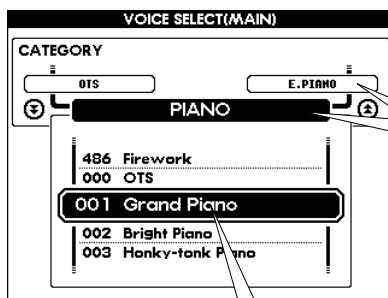 VOICE SELECT(MAIN)
CATEGORY
OTS E.PIANO
PIANO
486 Firework
000 OTS
001 Grand Piano
002 Bright Piano
003 Honky-tonk Piano